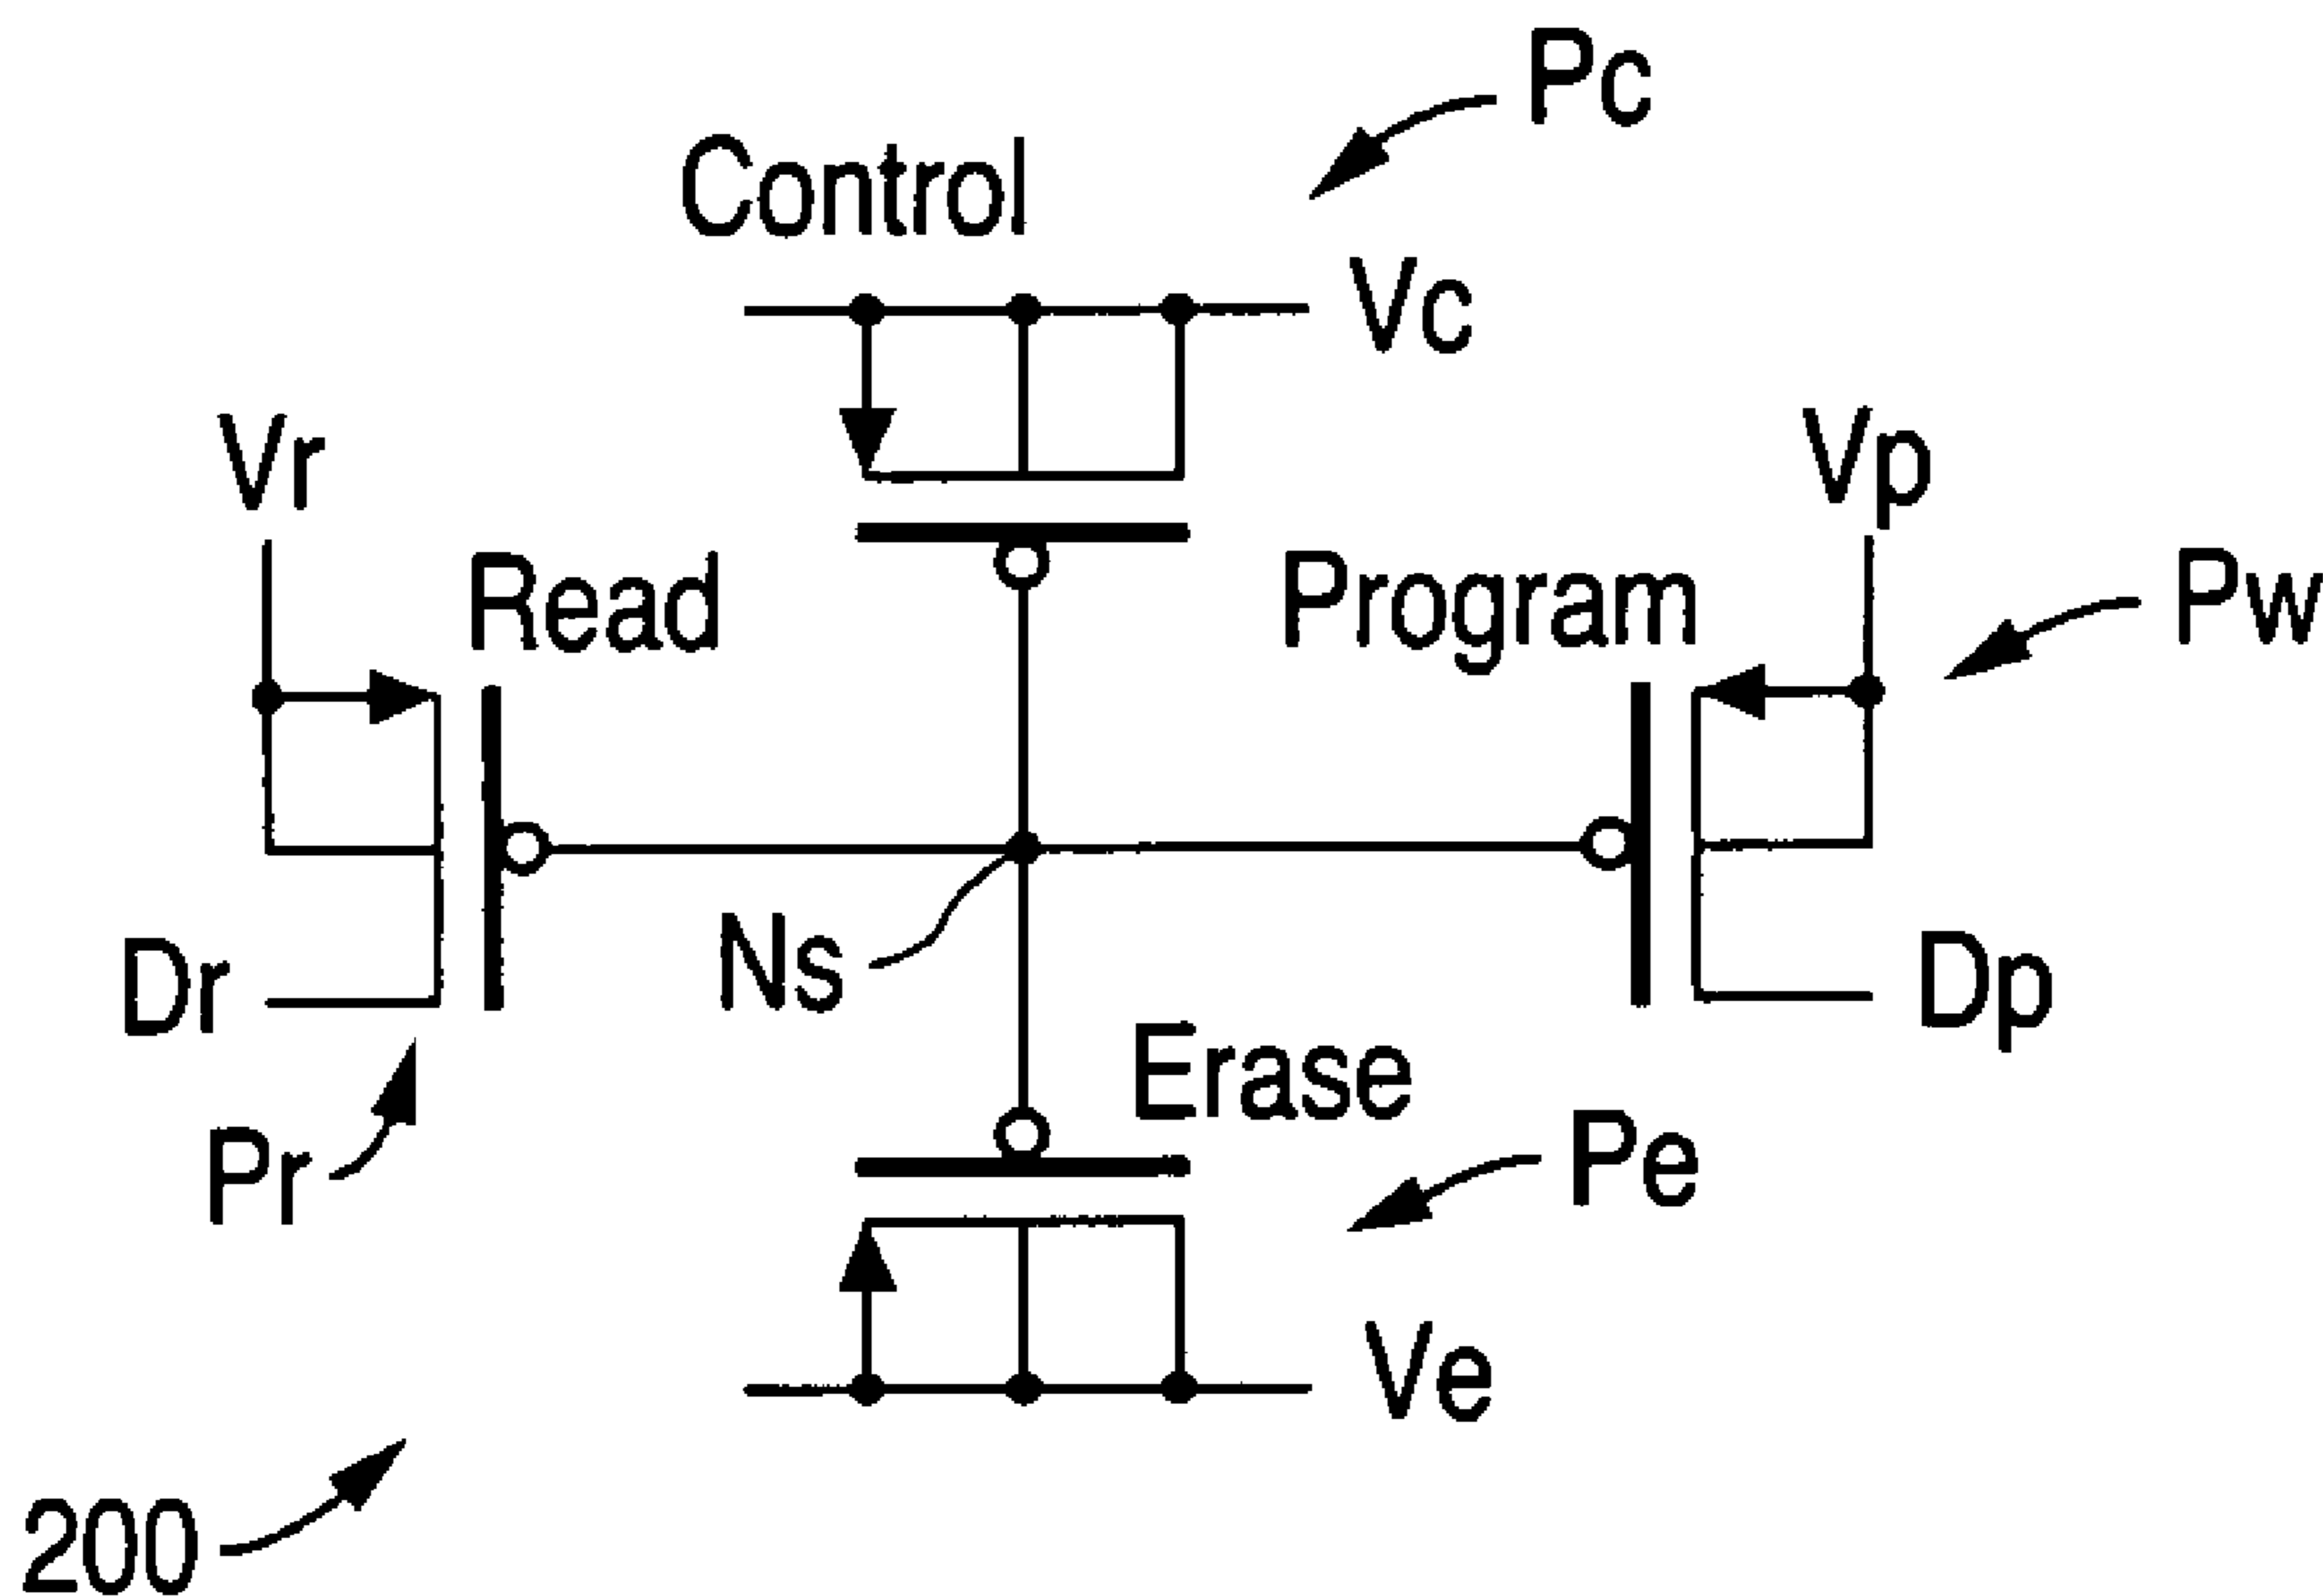 Pc
Control
Vc
Vr
Vp
Read
Program
Pw
Ns
Dr
Dp
Erase
Pr
Pe
Ve
200